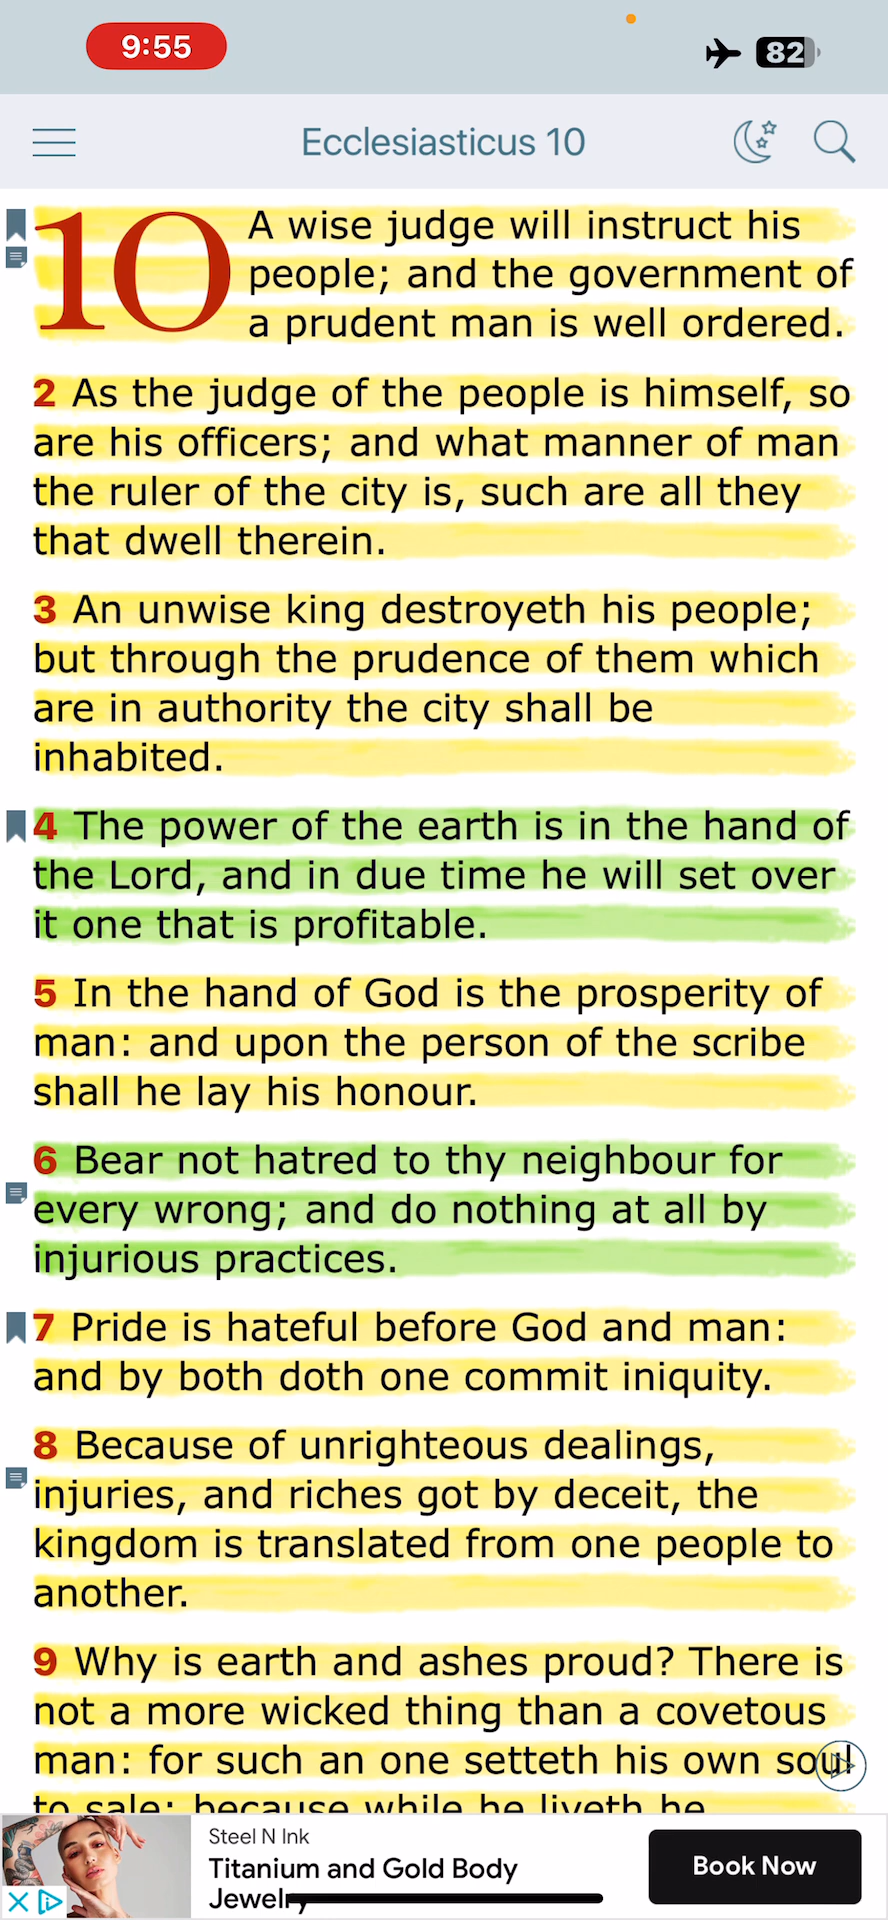 9:55
82
Ecclesiasticus 10
10 A wise judge will instruct his
people; and the government of
a prudent man is well ordered.
2 As the judge of the people is himself, so
are his officers; and what manner of man
the ruler of the city is, such are all they
that dwell therein.
3 An unwise king destroyeth his people;
but through the prudence of them which
are in authority the city shall be
inhabited.
4 The power of the earth is in the hand of
the Lord, and in due time he will set over
it one that is profitable.
5 In the hand of God is the prosperity of
man: and upon the person of the scribe
shall he lay his honour.
6 Bear not hatred to thy neighbour for
every wrong; and do nothing at all by
injurious practices.
7 Pride is hateful before God and man:
and by both doth one commit iniquity.
8 Because of unrighteous dealings,
injuries, and riches got by deceit, the
kingdom is translated from one people to
another.
9 Why is earth and ashes proud? There is
not a more wicked thing than a covetous
man: for such an one setteth his own soul
to sale; because while he liveth he
Steel N Ink
Titanium and Gold Body
Jewelry
Book Now